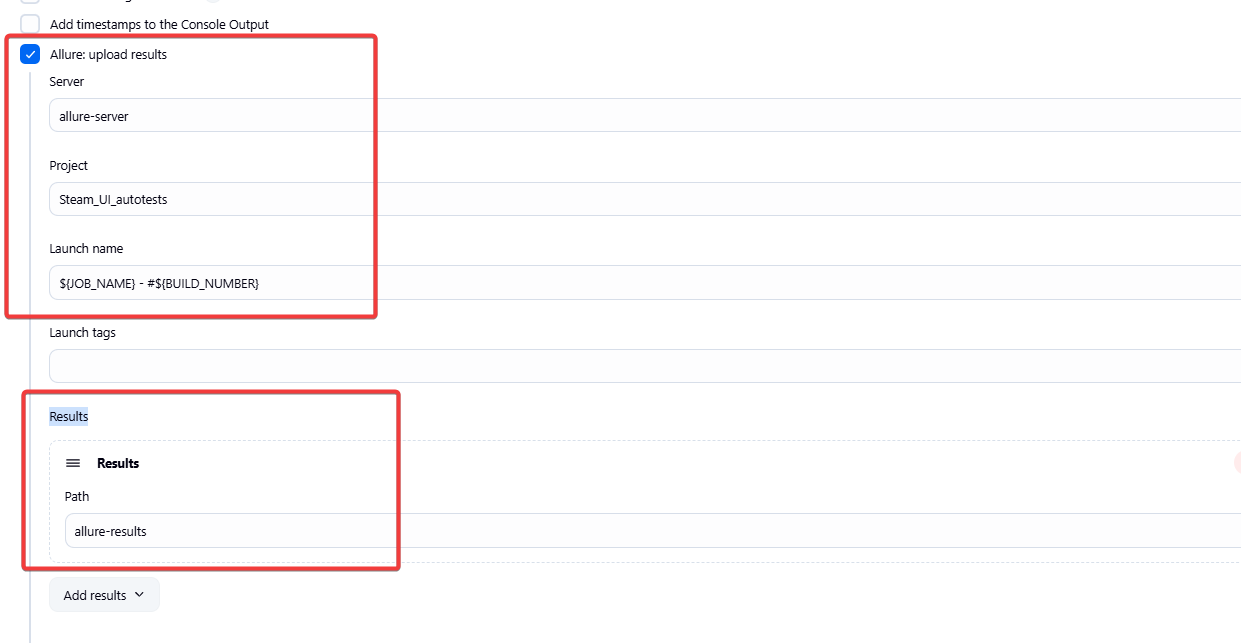 Add timestamps to the Console Output
Allure: upload results
Server
allure-server
Project
Steam_UI_autotests
Launch name
${JOB_NAME} - #${BUILD_NUMBER}
Launch tags
Results
Results
Path
allure-results
Add results